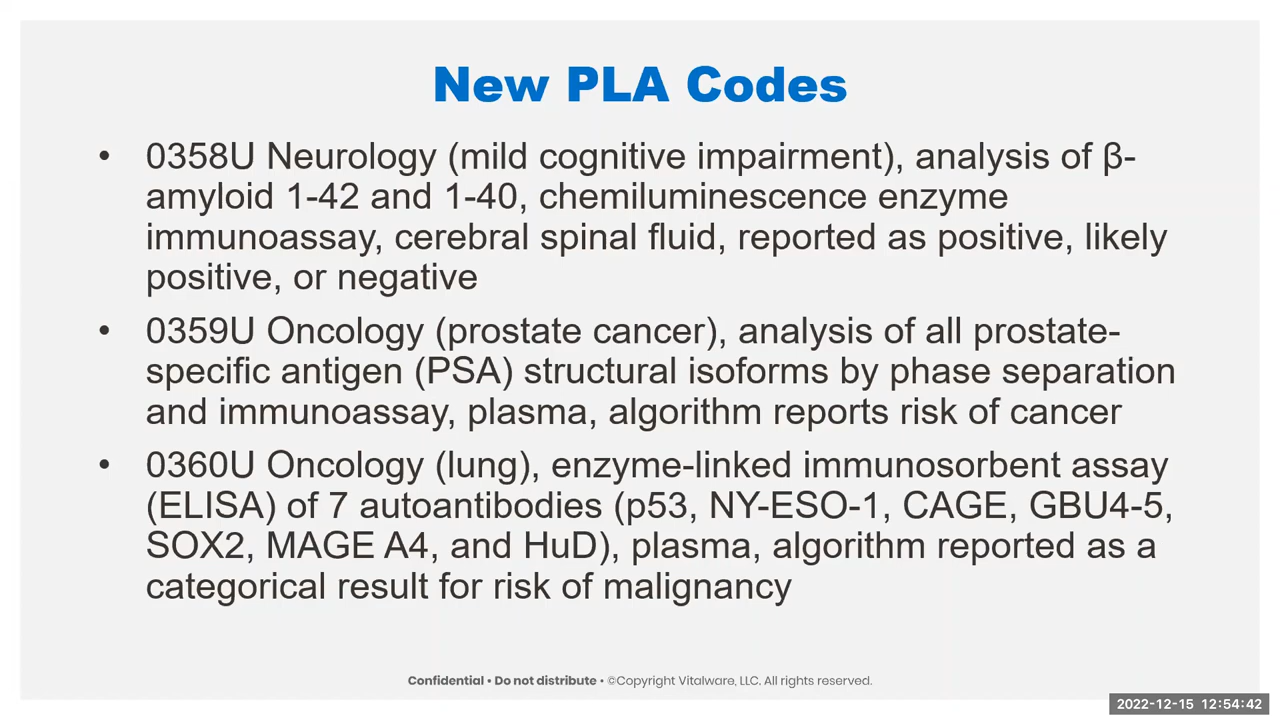 New PLA Codes
• 0358U Neurology (mild cognitive impairment), analysis of β-
amyloid 1-42 and 1-40, chemiluminescence enzyme
immunoassay, cerebral spinal fluid, reported as positive, likely
positive, or negative
• 0359U Oncology (prostate cancer), analysis of all prostate-
specific antigen (PSA) structural isoforms by phase separation
and immunoassay, plasma, algorithm reports risk of cancer
• 0360U Oncology (lung), enzyme-linked immunosorbent assay
(ELISA) of 7 autoantibodies (p53, NY-ESO-1, CAGE, GBU4-5,
SOX2, MAGE A4, and HuD), plasma, algorithm reported as a
categorical result for risk of malignancy
Confidential • Do not distribute • ©Copyright Vitalware, LLC. All rights reserved.
2022-12-15 12:54:42